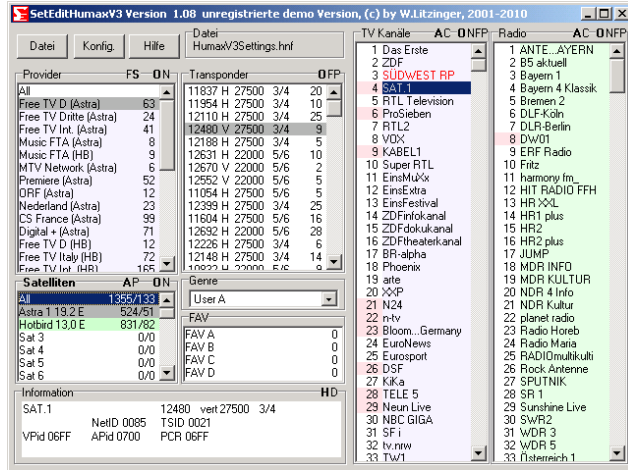 SetEditHumaxV3 Version 1.08 unregistrierte demo Version, (c) by W.Litzinger, 2001-2010
Datei
Konfig.
Hilfe
Datei
HumaxV3Settings.hnf
Provider FS ON
All
Free TV D (Astra) 63
Free TV Dritte (Astra) 24
Free TV Int. (Astra) 41
Music FTA (Astra) 8
Music FTA (HB) 9
MTV Network (Astra) 6
Premiere (Astra) 52
ORF (Astra) 12
Nederland (Astra) 23
CS France (Astra) 99
Digital + (Astra) 71
Free TV D (HB) 12
Free TV Italy (HB) 72
Free TV Int. (HB) 165
Transponder OFP
11837 H 27500 3/4 20
11954 H 27500 3/4 10
12110 H 27500 3/4 25
12480 V 27500 3/4 9
12188 H 27500 3/4 5
12631 H 22000 5/6 10
12670 V 22000 5/6 2
12552 V 22000 5/6 5
11054 H 27500 5/6 5
12399 H 27500 3/4 25
11604 H 27500 5/6 16
12692 H 22000 5/6 28
12226 H 27500 3/4 6
12148 H 27500 3/4 14
10832 H 22000 5/6 9
Satelliten AP ON
All 1355/133
Astra 1 19.2 E 524/51
Hotbird 13,0 E 831/82
Sat 3 0/0
Sat 4 0/0
Sat 5 0/0
Sat 6 0/0
Genre
User A
FAV
FAV A 0
FAV B 0
FAV C 0
FAV D 0
Information HD
SAT.1 12480 vert 27500 3/4
NetID 0085 TSID 0021
VPid 06FF APid 0700 PCR 06FF
TV Kanäle AC ONFP
1 Das Erste
2 ZDF
3 SÜDWEST RP
4 SAT.1
5 RTL Television
6 ProSieben
7 RTL2
8 VOX
9 KABEL1
10 Super RTL
11 EinsMuXx
12 EinsExtra
13 EinsFestival
14 ZDFinfokanal
15 ZDFdokukanal
16 ZDFtheaterkanal
17 BR-alpha
18 Phoenix
19 arte
20 XXP
21 N24
22 n-tv
23 Bloom...Germany
24 EuroNews
25 Eurosport
26 DSF
27 KiKa
28 TELE 5
29 Neun Live
30 NBC GIGA
31 SF i
32 tv.nrw
33 TW1
Radio AC ONFP
1 ANTE...AYERN
2 B5 aktuell
3 Bayern 1
4 Bayern 4 Klassik
5 Bremen 2
6 DLF-Köln
7 DLR-Berlin
8 DW01
9 ERF Radio
10 Fritz
11 harmony fm_
12 HIT RADIO FFH
13 HR XXL
14 HR1 plus
15 HR2
16 HR2 plus
17 JUMP
18 MDR INFO
19 MDR KULTUR
20 NDR 4 Info
21 NDR Kultur
22 planet radio
23 Radio Horeb
24 Radio Maria
25 RADIOmultikulti
26 Rock Antenne
27 SPUTNIK
28 SR 1
29 Sunshine Live
30 SWR2
31 WDR 3
32 WDR 5
33 Österreich 1